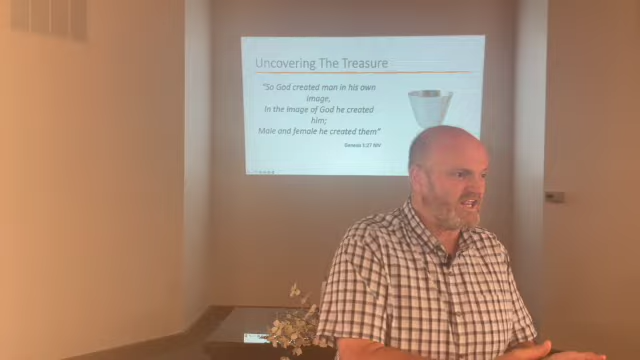 Uncovering The Treasure
"So God created man in his own
image,
In the Image of God he created
him;
Male and female he created them"
Genesis 1:27 NIV